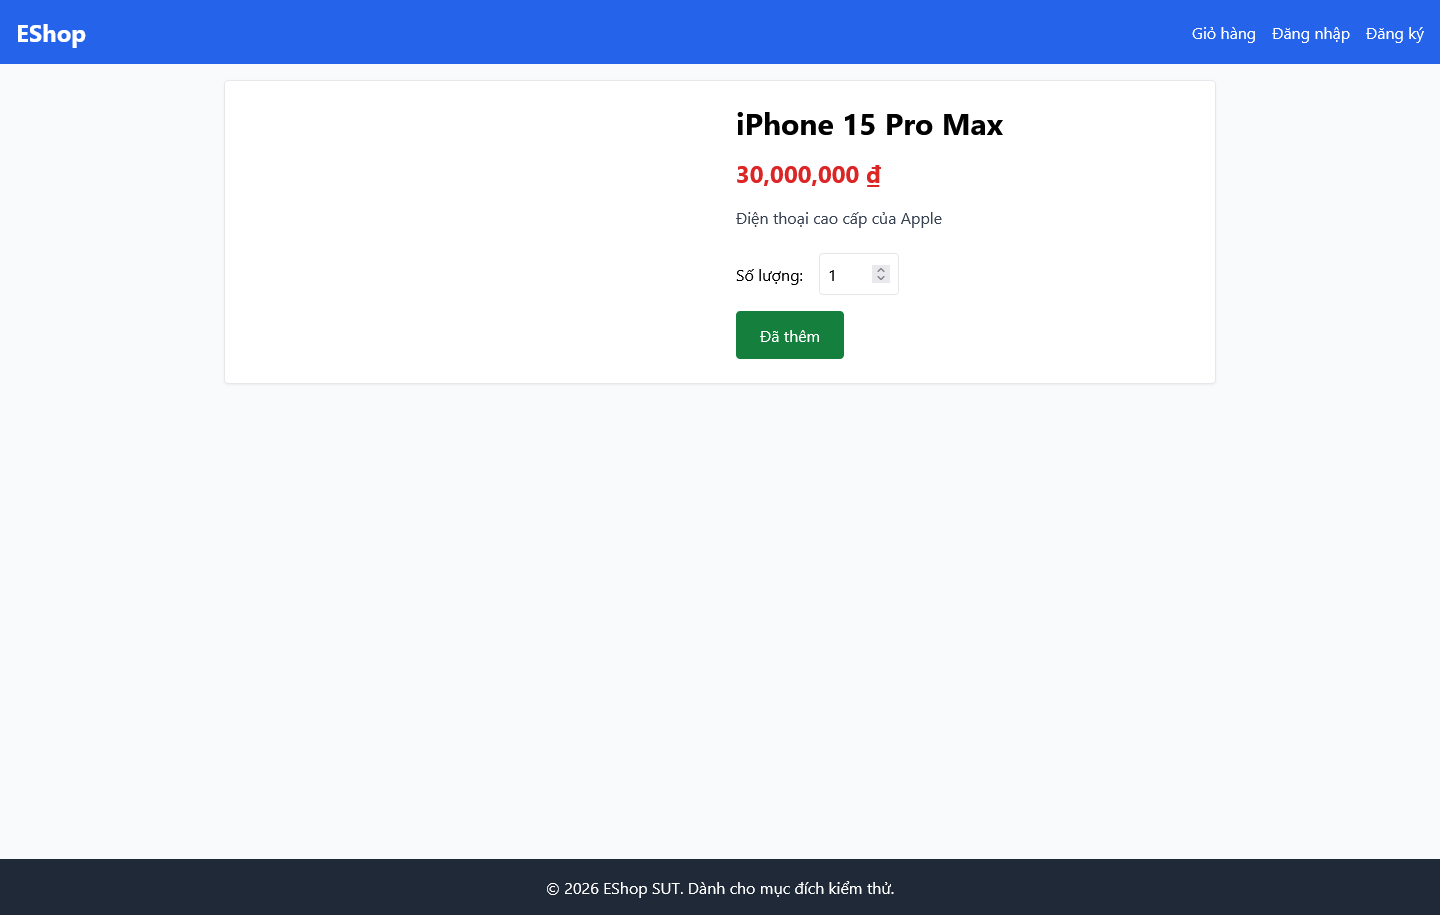 EShop
Giỏ hàng Đăng nhập Đăng ký
iPhone 15 Pro Max
30,000,000 ₫
Điện thoại cao cấp của Apple
Số lượng: 1
Đã thêm
© 2026 EShop SUT. Dành cho mục đích kiểm thử.